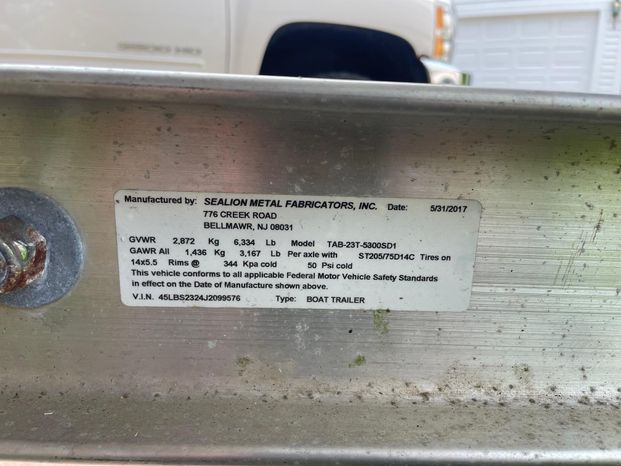 Manufactured by: SEALION METAL FABRICATORS, INC. Date: 5/31/2017
776 CREEK ROAD
BELLMAWR, NJ 08031
GVWR 2,872 Kg 6,334 Lb Model TAB-23T-5300SD1
GAWR All 1,436 Kg 3,167 Lb Per axle with ST205/75D14C Tires on
14x5.5 Rims @ 344 Kpa cold 50 Psi cold
This vehicle conforms to all applicable Federal Motor Vehicle Safety Standards
in effect on the Date of Manufacture shown above.
V.I.N. 45LBS2324J2099576 Type: BOAT TRAILER